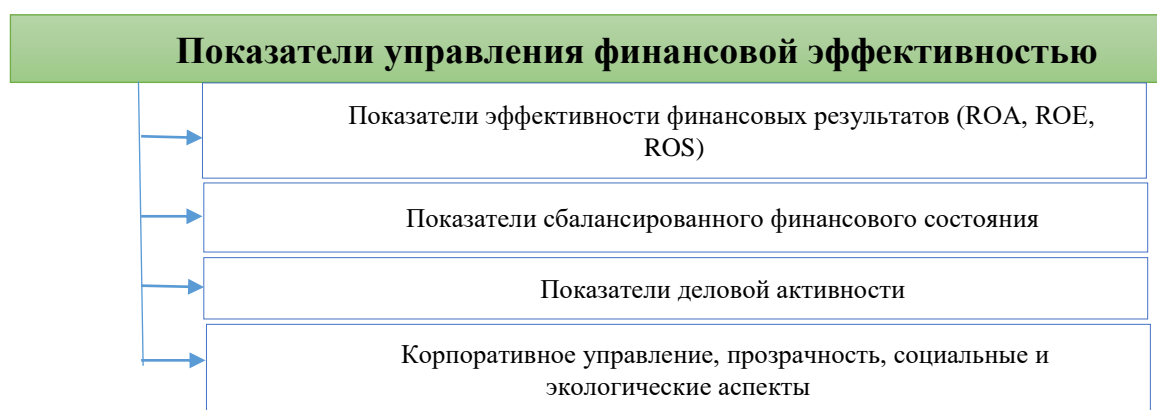 Показатели управления финансовой эффективностью
Показатели эффективности финансовых результатов (ROA, ROE,
ROS)
Показатели сбалансированного финансового состояния
Показатели деловой активности
Корпоративное управление, прозрачность, социальные и
экологические аспекты